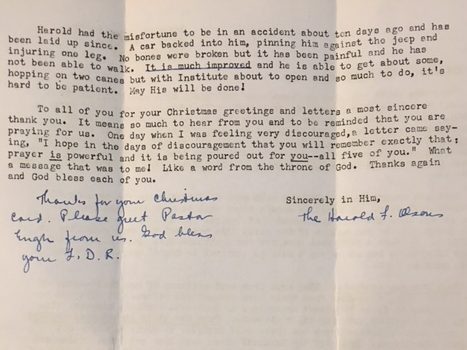 Harold had the misfortune to be in an accident about ten days ago and has
been laid up since. A car backed into him, pinning him against the jeep and
injuring one leg. No bones were broken but it has been painful and he has
not been able to walk. It is much improved and he is able to get about some,
hopping on two canes but with Institute about to open and so much to do, it's
hard to be patient. May His will be done!
To all of you for your Christmas greetings and letters a most sincere
thank you. It means so much to hear from you and to be reminded that you are
praying for us. One day when I was feeling very discouraged, a letter came say-
ing, "I hope in the days of discouragement that you will remember exactly that;
prayer is powerful and it is being poured out for you--all five of you." What
a message that was to me! Like a word from the throne of God. Thanks again
and God bless each of you.
Sincerely in Him,
The Harold L. Olsons
Thanks for your Christmas
card. Please greet Pastor
Engh from us. God bless
your